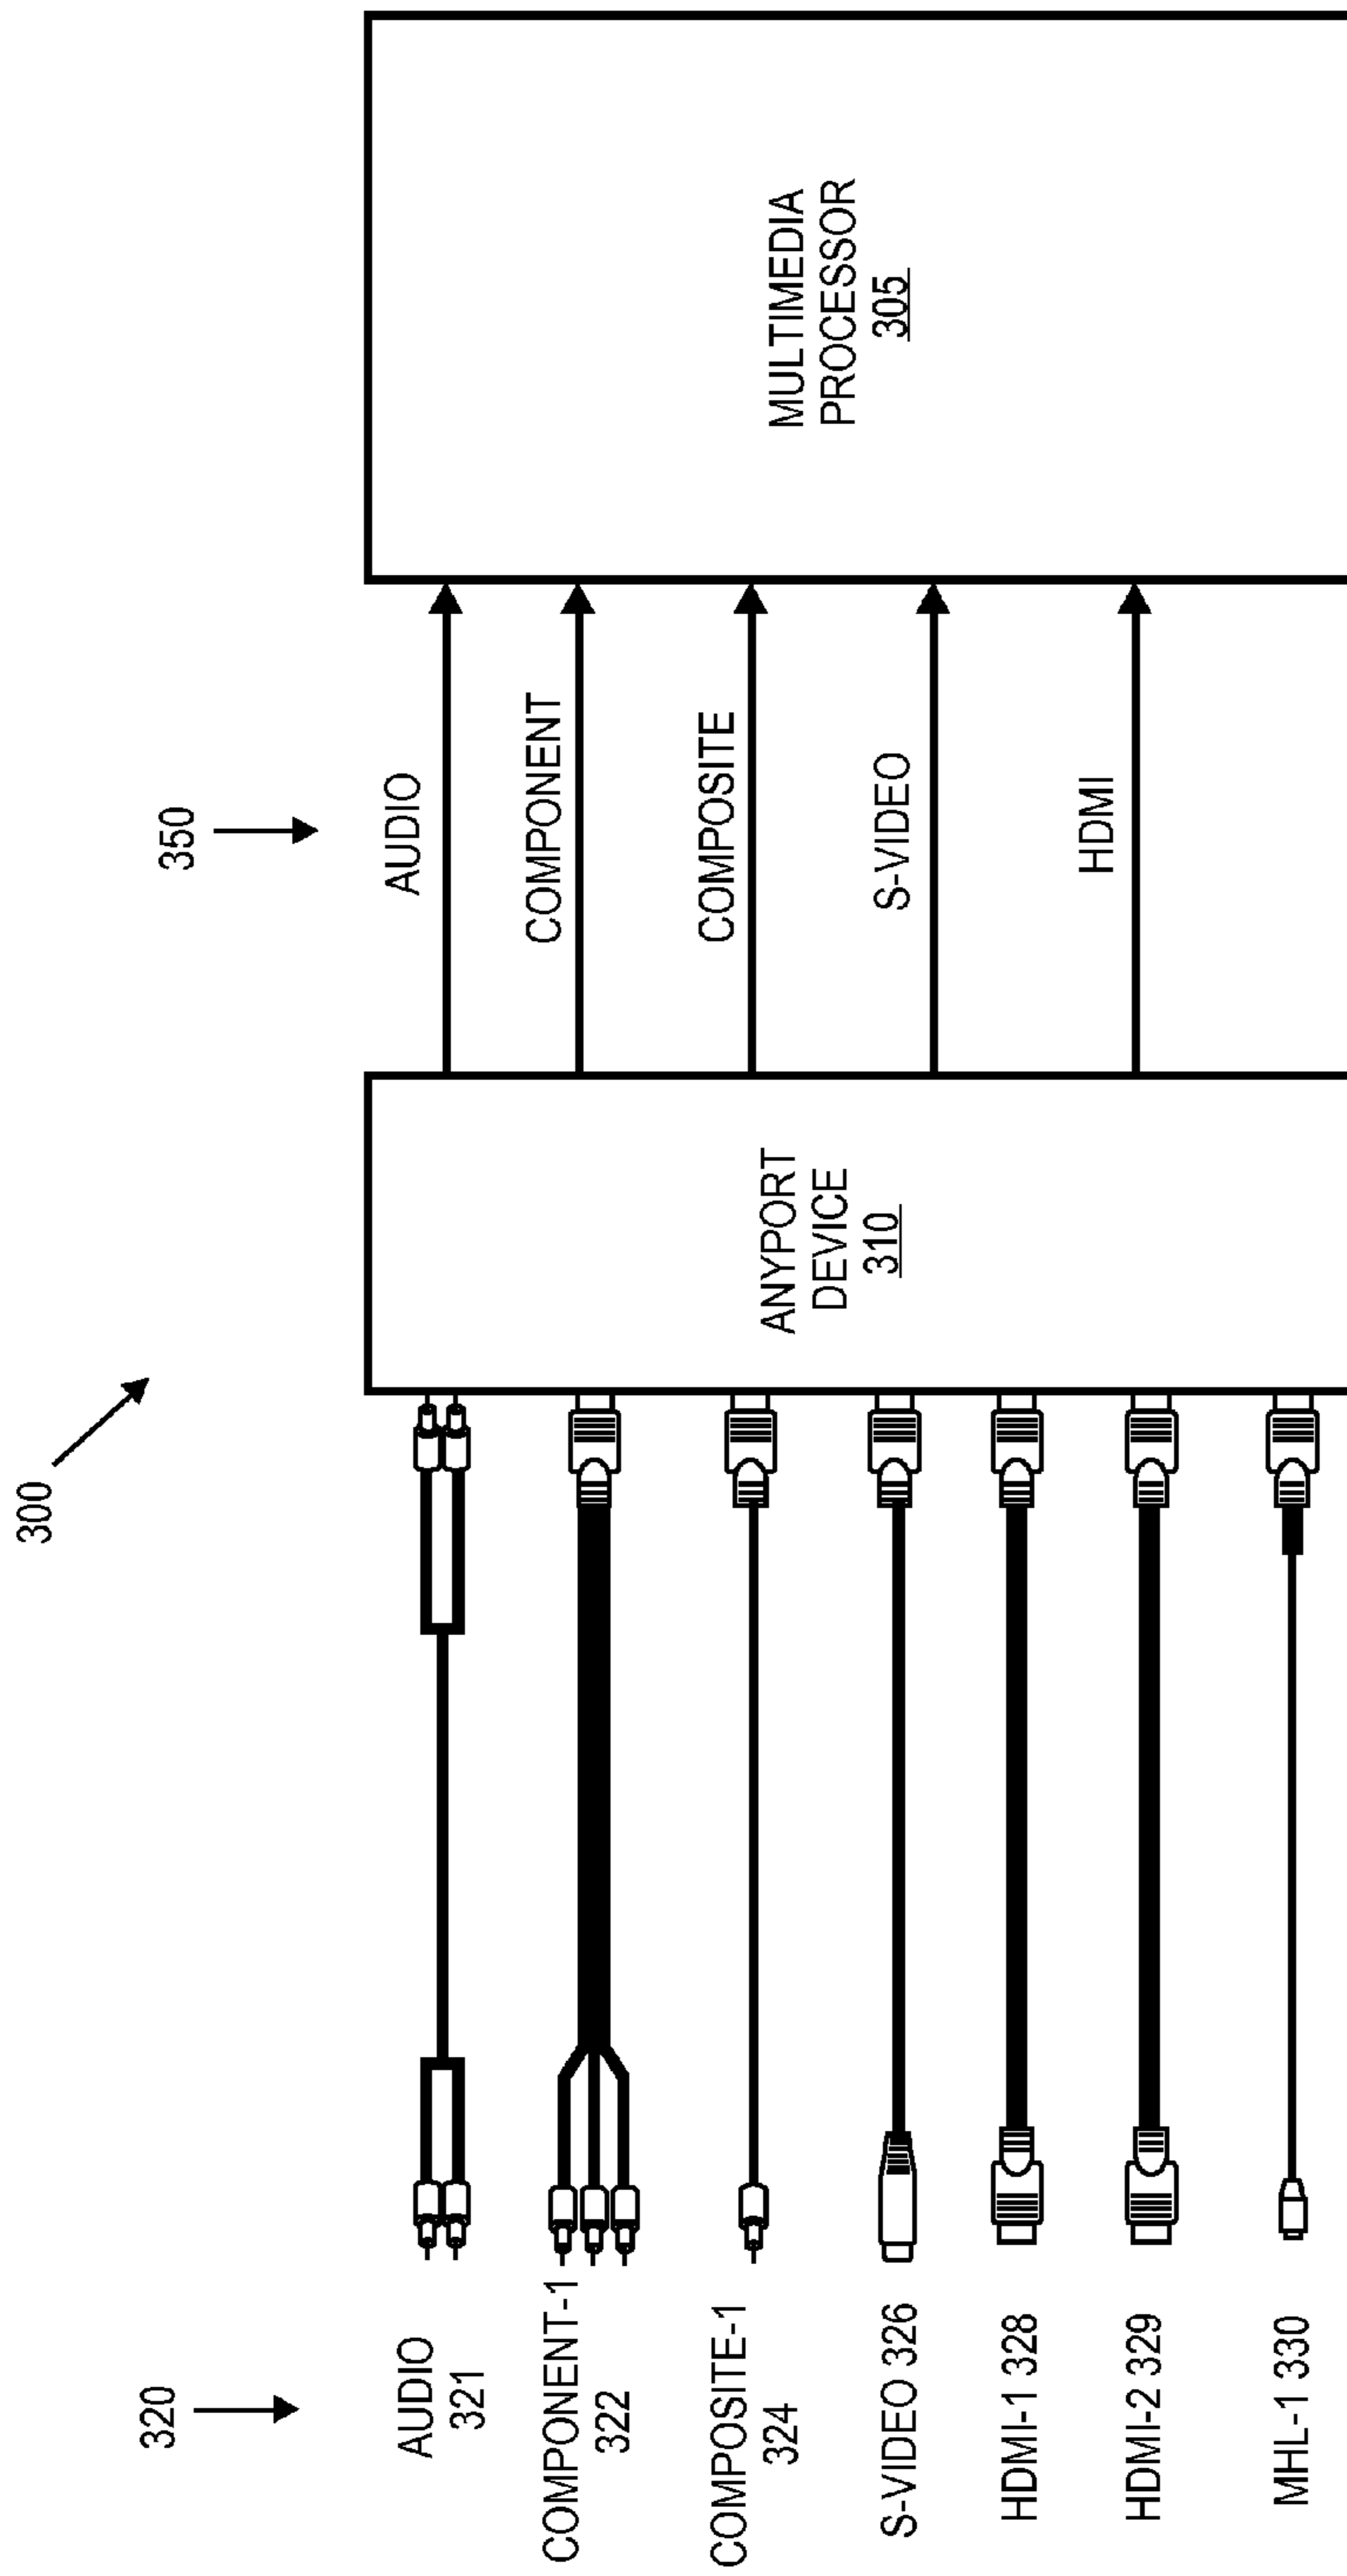 300
320
350
AUDIO
321
COMPONENT-1
322
COMPOSITE-1
324
S-VIDEO 326
HDMI-1 328
HDMI-2 329
MHL-1 330
ANYPORT
DEVICE
310
AUDIO
COMPONENT
COMPOSITE
S-VIDEO
HDMI
MULTIMEDIA
PROCESSOR
305